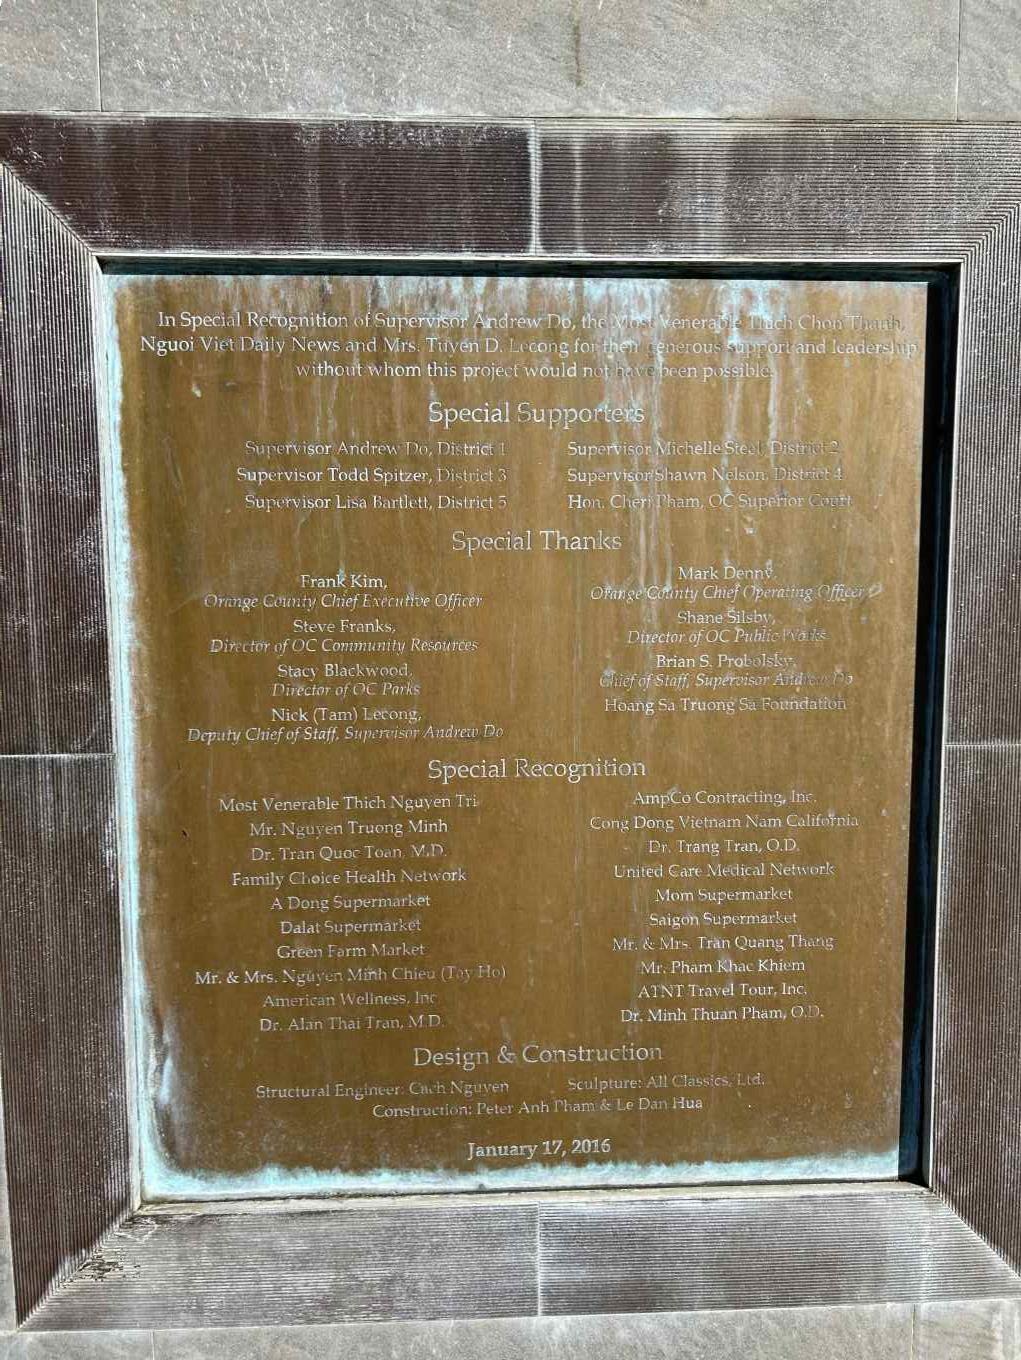 In Special Recognition of Supervisor Andrew Do, the Most Venerable Thich Chon Thanh,
Nguoi Viet Daily News and Mrs. Tuyen D. Lecong for their generous support and leadership
without whom this project would not have been possible.
Special Supporters
Supervisor Andrew Do, District 1
Supervisor Todd Spitzer, District 3
Supervisor Lisa Bartlett, District 5
Supervisor Michelle Steel, District 2
Supervisor Shawn Nelson, District 4
Hon. Cheri Pham, OC Superior Court
Special Thanks
Frank Kim,
Orange County Chief Executive Officer
Steve Franks,
Director of OC Community Resources
Stacy Blackwood,
Director of OC Parks
Nick (Tam) Lecong,
Deputy Chief of Staff, Supervisor Andrew Do
Mark Denny,
Orange County Chief Operating Officer
Shane Silsby,
Director of OC Public Works
Brian S. Probolsky,
Chief of Staff, Supervisor Andrew Do
Hoang Sa Truong Sa Foundation
Special Recognition
Most Venerable Thich Nguyen Tri
Mr. Nguyen Truong Minh
Dr. Tran Quoc Toan, M.D.
Family Choice Health Network
A Dong Supermarket
Dalat Supermarket
Green Farm Market
Mr. & Mrs. Nguyen Minh Chieu (Tay Ho)
American Wellness, Inc.
Dr. Alan Thai Tran, M.D.
AmpCo Contracting, Inc.
Cong Dong Vietnam Nam California
Dr. Trang Tran, O.D.
United Care Medical Network
Mom Supermarket
Saigon Supermarket
Mr. & Mrs. Tran Quang Thang
Mr. Pham Khac Khiem
ATNT Travel Tour, Inc.
Dr. Minh Thuan Pham, O.D.
Design & Construction
Structural Engineer: Cach Nguyen
Sculpture: All Classics, Ltd.
Construction: Peter Anh Pham & Le Dan Hua
January 17, 2016